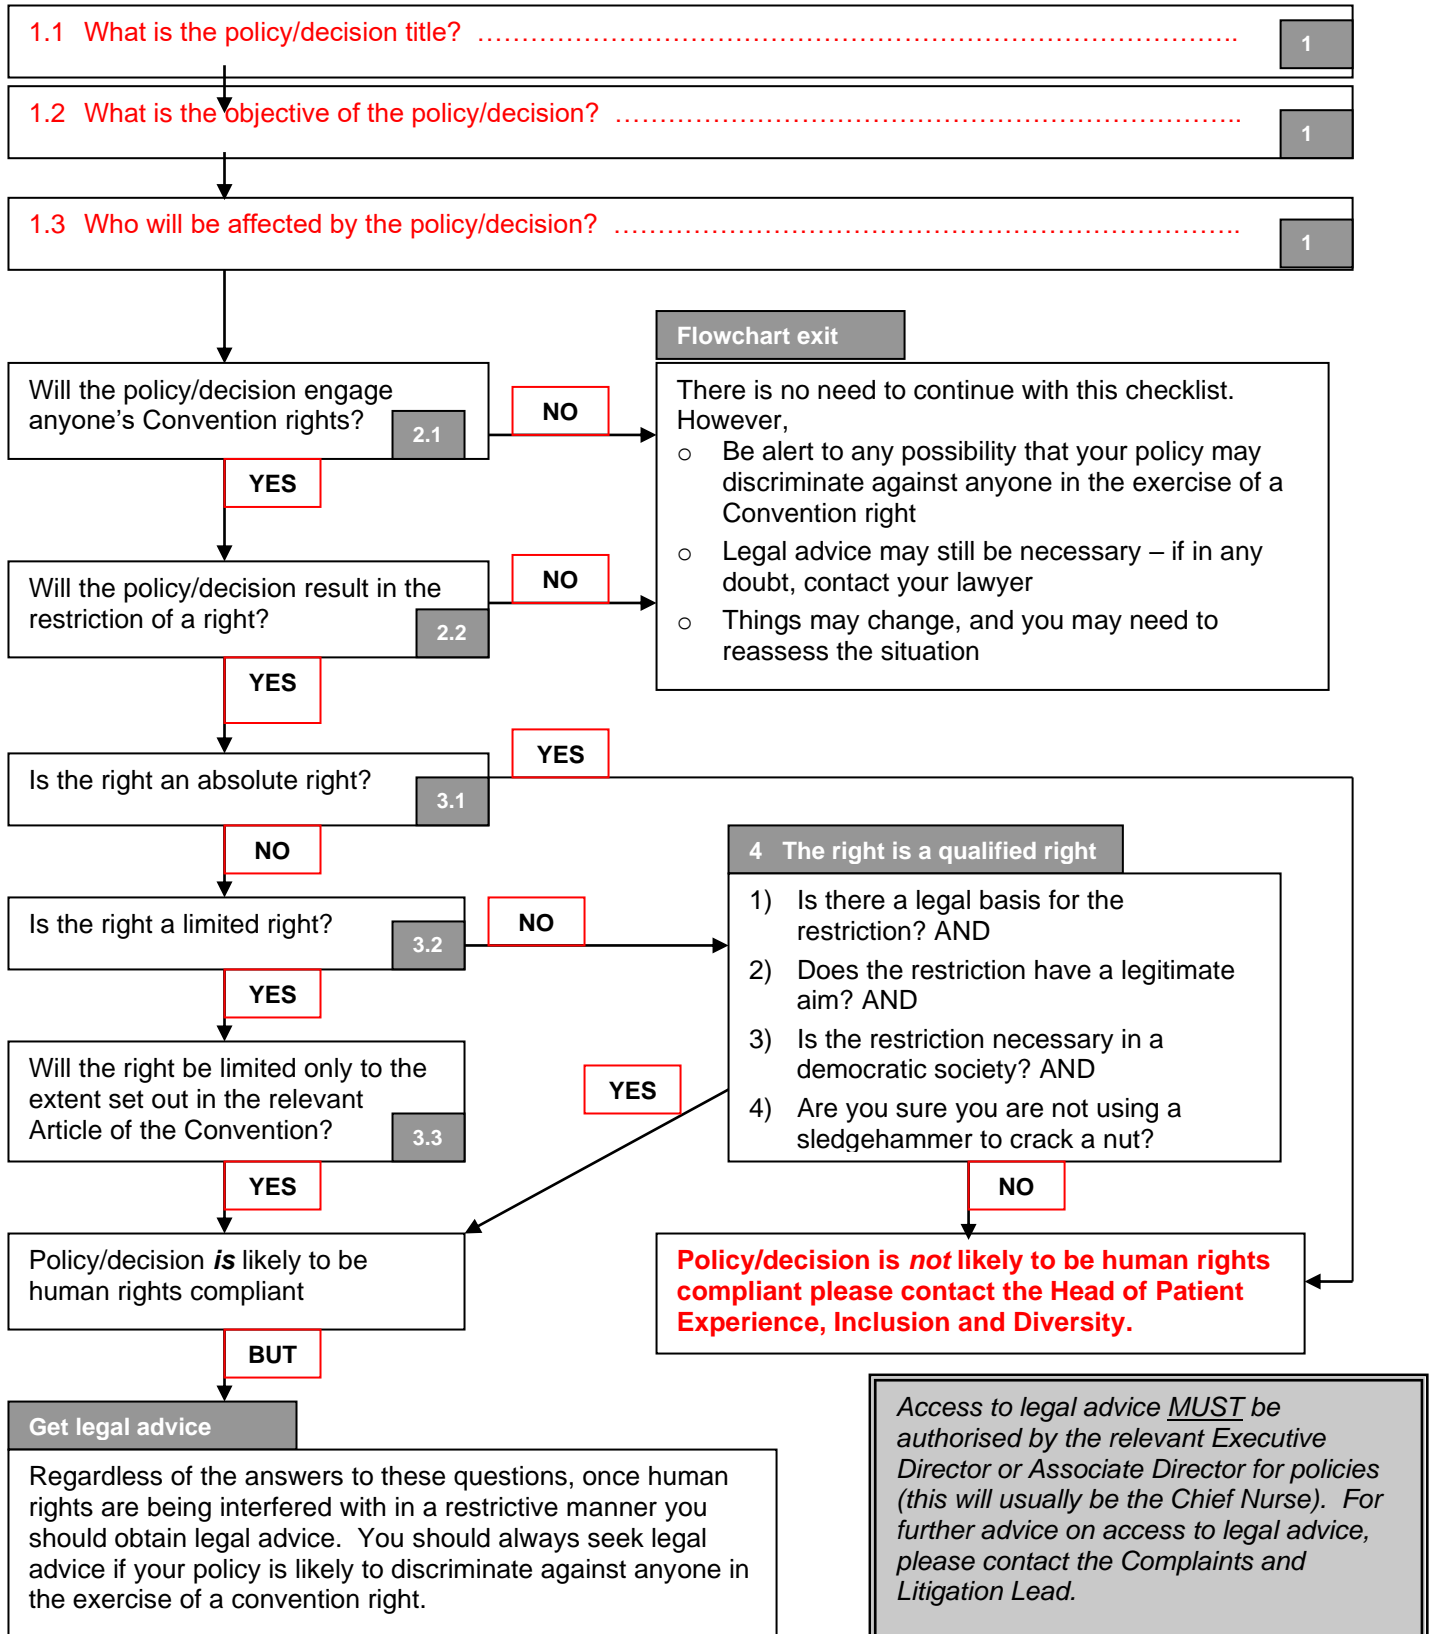 1.1 What is the policy/decision title? …………………………………………………………………………..
1
1.2 What is the objective of the policy/decision? ……………………………………………………………..
1
1.3 Who will be affected by the policy/decision? ……………………………………………………………..
1
Flowchart exit
Will the policy/decision engage
anyone’s Convention rights?
2.1
NO
There is no need to continue with this checklist.
However,
o Be alert to any possibility that your policy may
discriminate against anyone in the exercise of a
Convention right
o Legal advice may still be necessary – if in any
doubt, contact your lawyer
o Things may change, and you may need to
reassess the situation
YES
Will the policy/decision result in the
restriction of a right?
2.2
NO
YES
Is the right an absolute right?
3.1
YES
NO
Is the right a limited right?
3.2
NO
4 The right is a qualified right
1) Is there a legal basis for the
restriction? AND
2) Does the restriction have a legitimate
aim? AND
3) Is the restriction necessary in a
democratic society? AND
4) Are you sure you are not using a
sledgehammer to crack a nut?
YES
Will the right be limited only to the
extent set out in the relevant
Article of the Convention?
3.3
YES
YES
NO
Policy/decision is likely to be
human rights compliant
Policy/decision is not likely to be human rights
compliant please contact the Head of Patient
Experience, Inclusion and Diversity.
BUT
Get legal advice
Regardless of the answers to these questions, once human
rights are being interfered with in a restrictive manner you
should obtain legal advice. You should always seek legal
advice if your policy is likely to discriminate against anyone in
the exercise of a convention right.
Access to legal advice MUST be
authorised by the relevant Executive
Director or Associate Director for policies
(this will usually be the Chief Nurse). For
further advice on access to legal advice,
please contact the Complaints and
Litigation Lead.